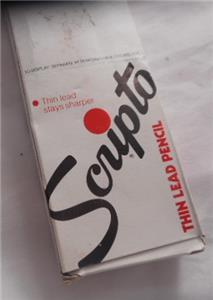 • Thin lead
stays sharper
Scripto®
THIN LEAD PENCIL